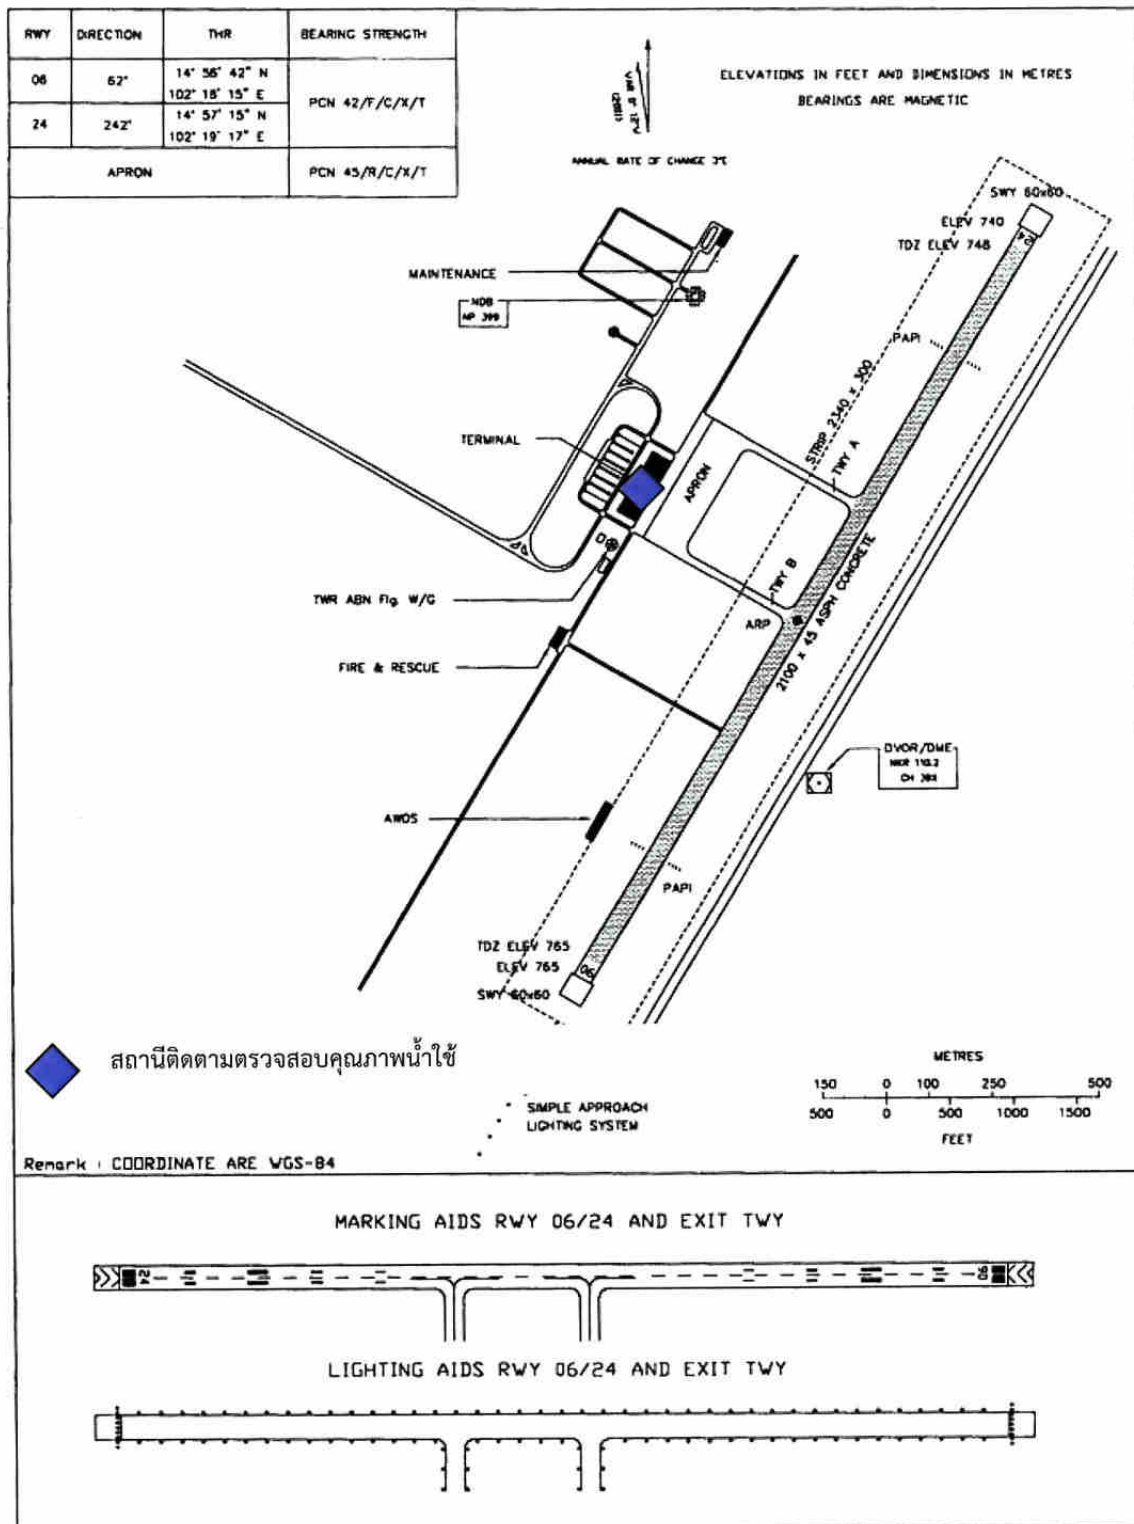 RWY DIRECTION THR BEARING STRENGTH
06 62° 14° 56' 42" N
102° 18' 15" E
PCN 42/F/C/X/T
24 242° 14° 57' 15" N
102° 19' 17" E
APRON PCN 45/R/C/X/T
ELEVATIONS IN FEET AND DIMENSIONS IN METRES
BEARINGS ARE MAGNETIC
ANNUAL RATE OF CHANGE 3'E
SWY 60x60
ELEV 740
TDZ ELEV 748
24
MAINTENANCE
NDB
PAPI
STRIP 2340 x 300
TERMINAL
TWY A
APRON
2100 x 45 ASPH CONCRETE
TWY B
TWR ABN Flg. W/G
ARP
FIRE & RESCUE
DVOR/DME
AWOS
PAPI
TDZ ELEV 765
ELEV 765
06
SWY 60x60
สถานีติดตามตรวจสอบคุณภาพน้ำใช้
METRES
150 0 100 250 500
500 0 500 1000 1500
FEET
SIMPLE APPROACH
LIGHTING SYSTEM
Remark : COORDINATE ARE WGS-84
MARKING AIDS RWY 06/24 AND EXIT TWY
24 06
LIGHTING AIDS RWY 06/24 AND EXIT TWY